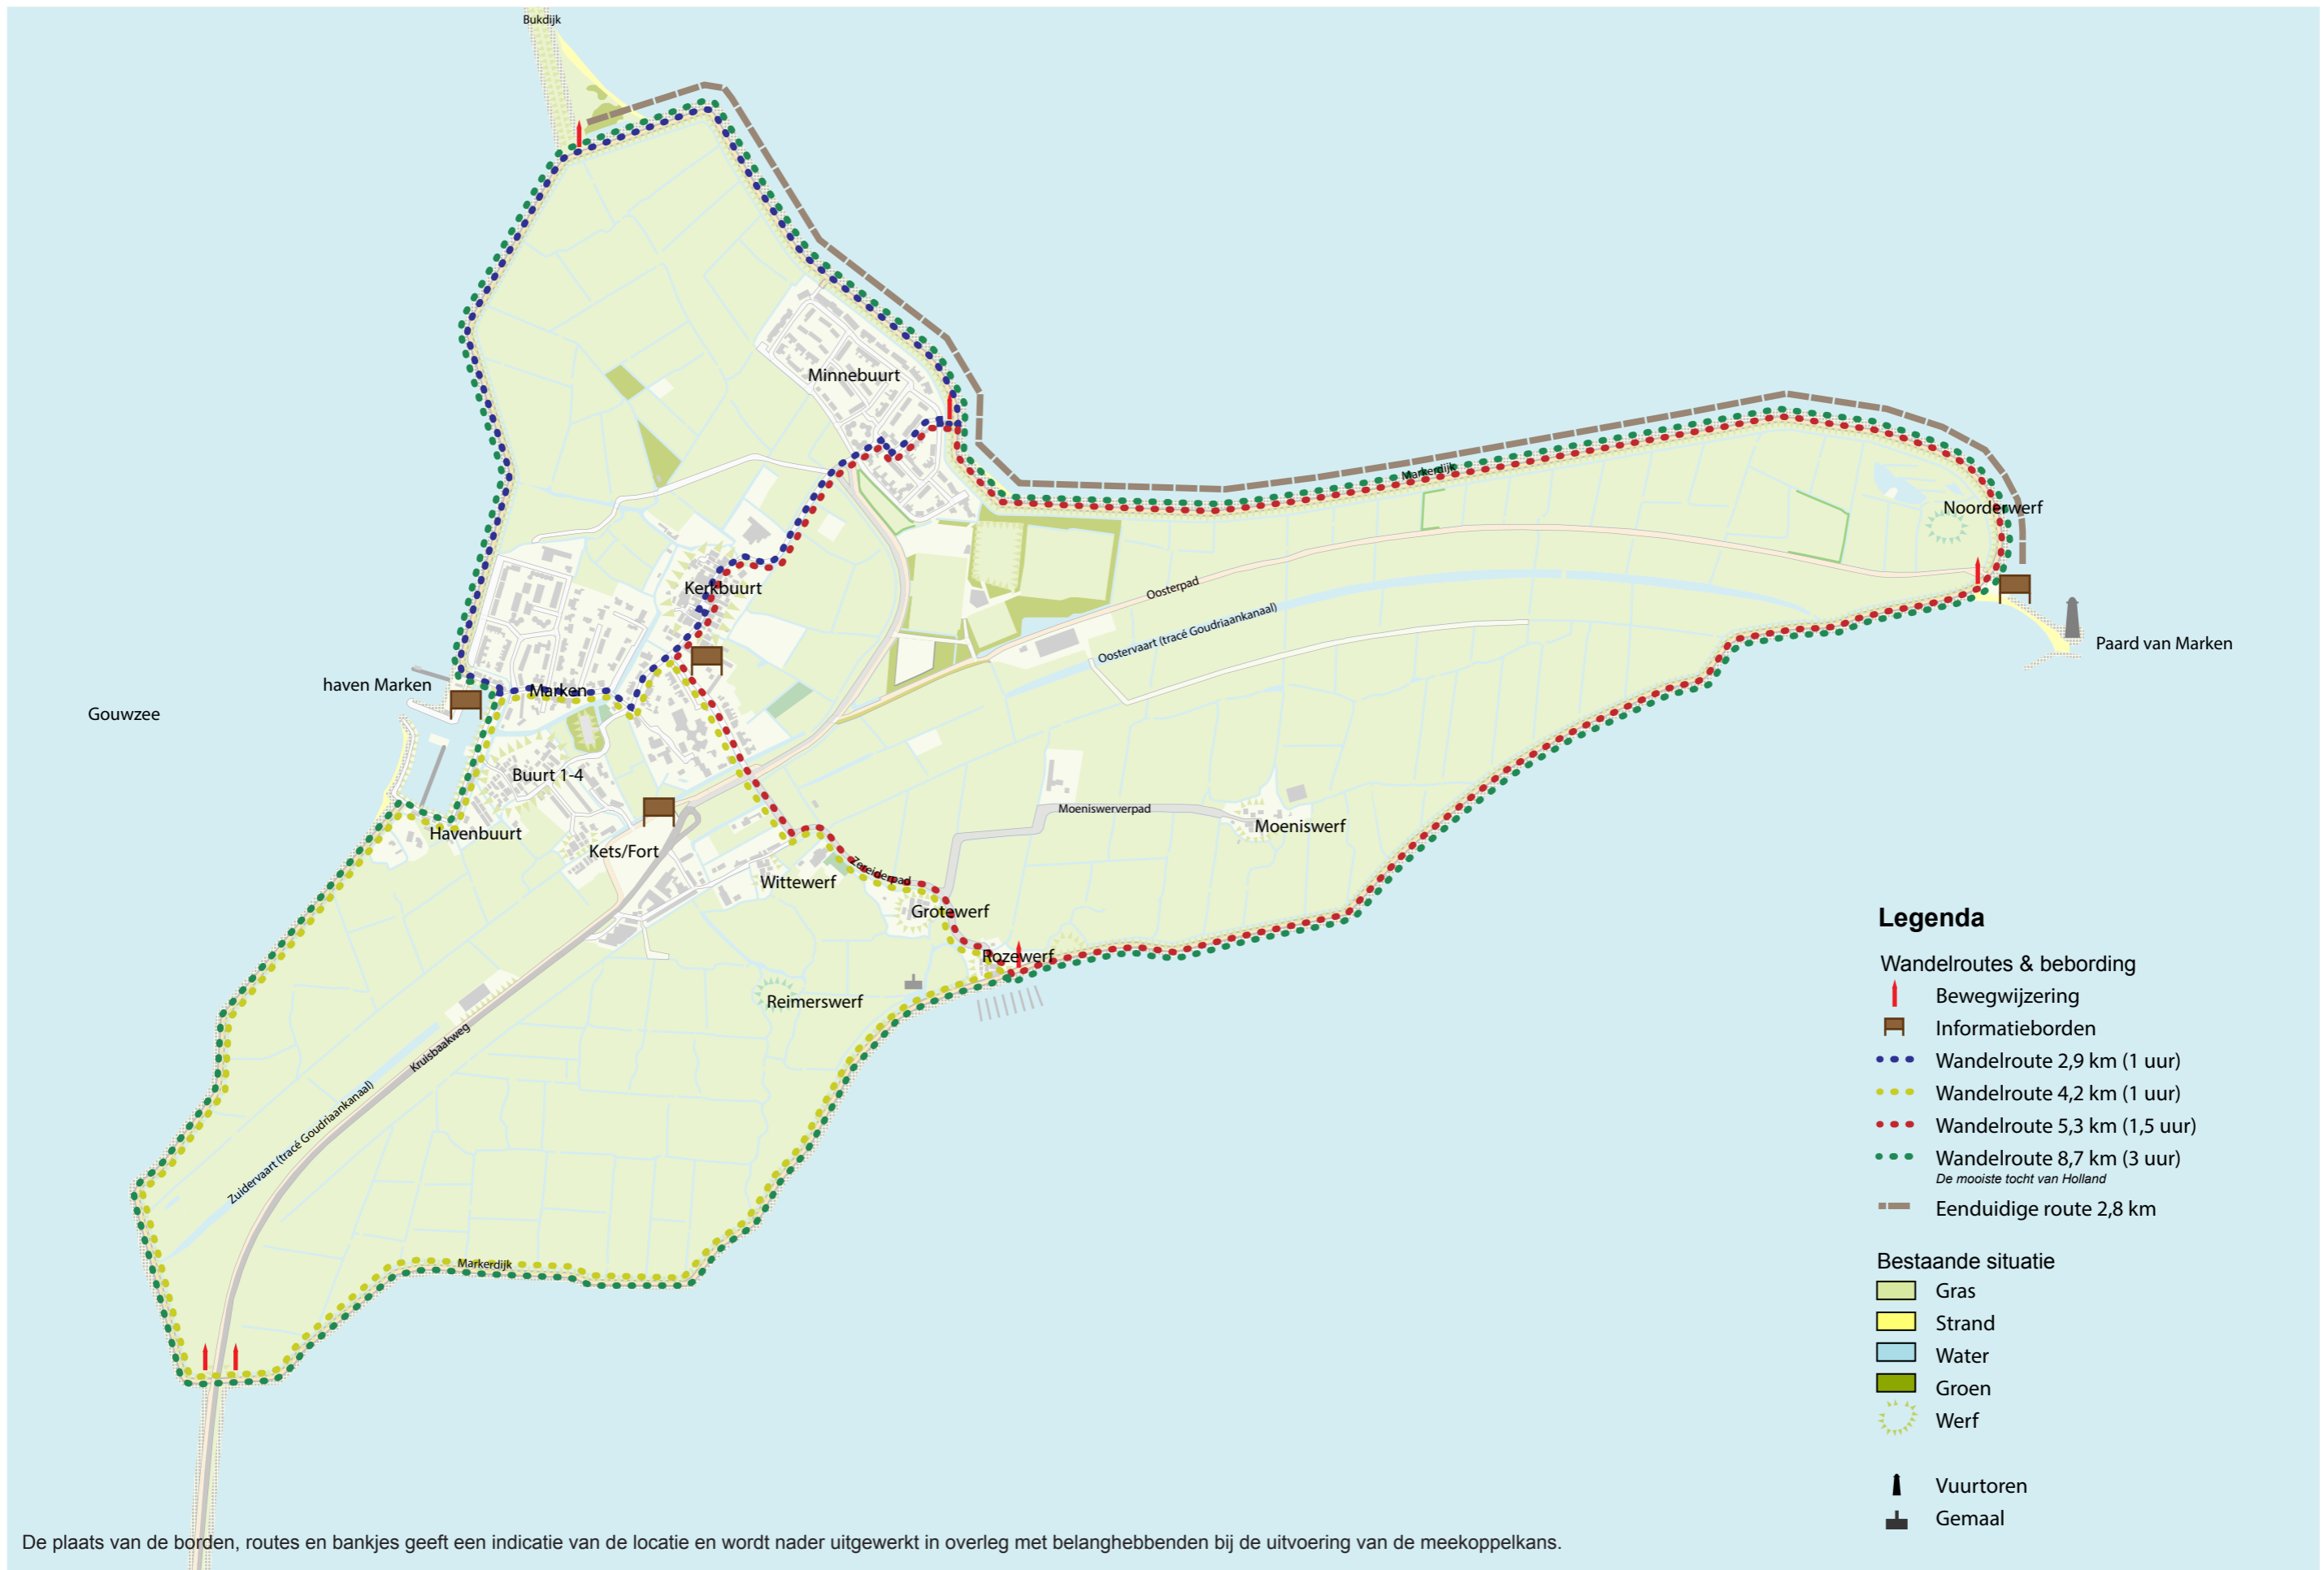 Bukdijk
Minnebuurt
Markerdijk
Noorderwerf
Kerkbuurt
Oosterpad
Oostervaart (tracé Goudriaankanaal)
Paard van Marken
haven Marken
Marken
Gouwzee
Buurt 1-4
Havenbuurt
Moeniswerverpad
Moeniswerf
Kets/Fort
Wittewerf
Zereiderpad
Grotewerf
Rozewerf
Reimerswerf
Kruisbaakweg
Zuidervaart (tracé Goudriaankanaal)
Markerdijk
Legenda
Wandelroutes & bebording
Bewegwijzering
Informatieborden
Wandelroute 2,9 km (1 uur)
Wandelroute 4,2 km (1 uur)
Wandelroute 5,3 km (1,5 uur)
Wandelroute 8,7 km (3 uur)
De mooiste tocht van Holland
Eenduidige route 2,8 km
Bestaande situatie
Gras
Strand
Water
Groen
Werf
Vuurtoren
Gemaal
De plaats van de borden, routes en bankjes geeft een indicatie van de locatie en wordt nader uitgewerkt in overleg met belanghebbenden bij de uitvoering van de meekoppelkans.